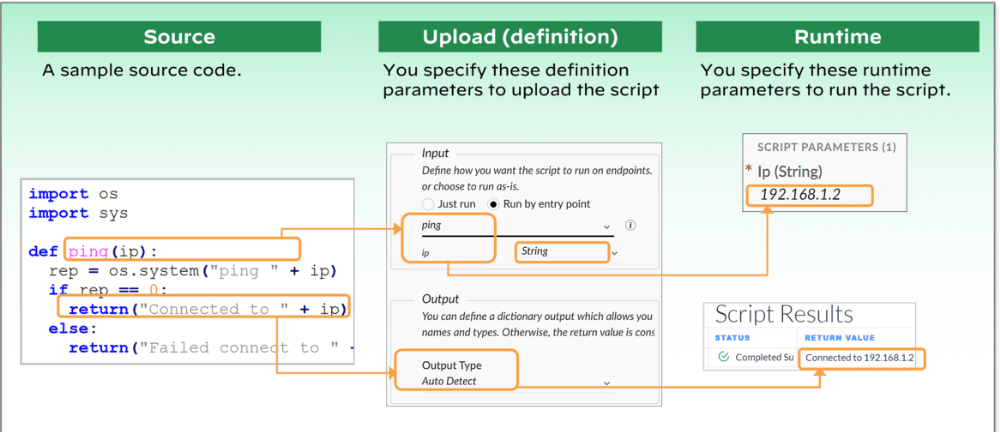 Source
A sample source code.
import os
import sys
def ping(ip):
rep = os.system("ping " + ip)
if rep == 0:
return("Connected to " + ip)
else:
return("Failed connect to "
Upload (definition)
You specify these definition
parameters to upload the script
Input
Define how you want the script to run on endpoints.
or choose to run as-is.
Just run Run by entry point
ping
ip String
Output
You can define a dictionary output which allows you
names and types. Otherwise, the return value is cons
Output Type
Auto Detect
Runtime
You specify these runtime
parameters to run the script.
SCRIPT PARAMETERS (1)
* Ip (String)
192.168.1.2
Script Results
STATUS RETURN VALUE
Completed Su Connected to 192.168.1.2